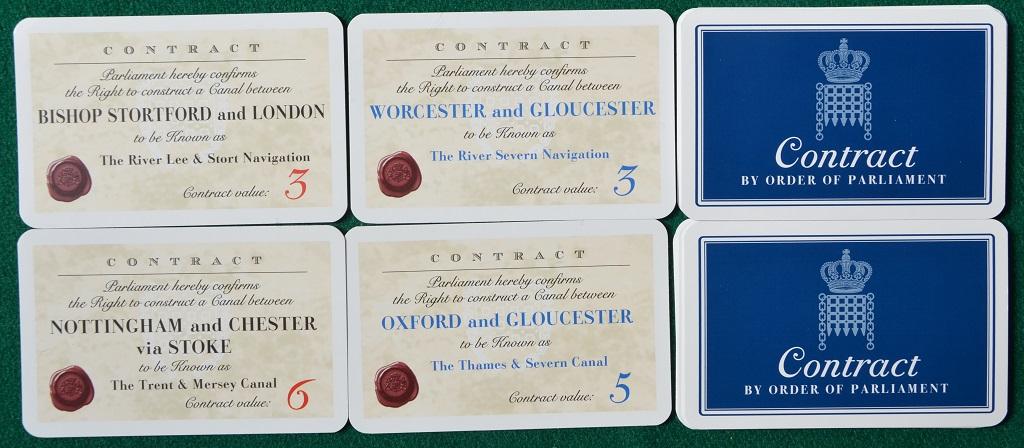 CONTRACT
Parliament hereby confirms
the Right to construct a Canal between
BISHOP STORTFORD and LONDON
to be Known as
The River Lee & Stort Navigation
Contract value: 3
CONTRACT
Parliament hereby confirms
the Right to construct a Canal between
WORCESTER and GLOUCESTER
to be Known as
The River Severn Navigation
Contract value: 3
Contract
BY ORDER OF PARLIAMENT
CONTRACT
Parliament hereby confirms
the Right to construct a Canal between
NOTTINGHAM and CHESTER
via STOKE
to be Known as
The Trent & Mersey Canal
Contract value: 6
CONTRACT
Parliament hereby confirms
the Right to construct a Canal between
OXFORD and GLOUCESTER
to be Known as
The Thames & Severn Canal
Contract value: 5
Contract
BY ORDER OF PARLIAMENT